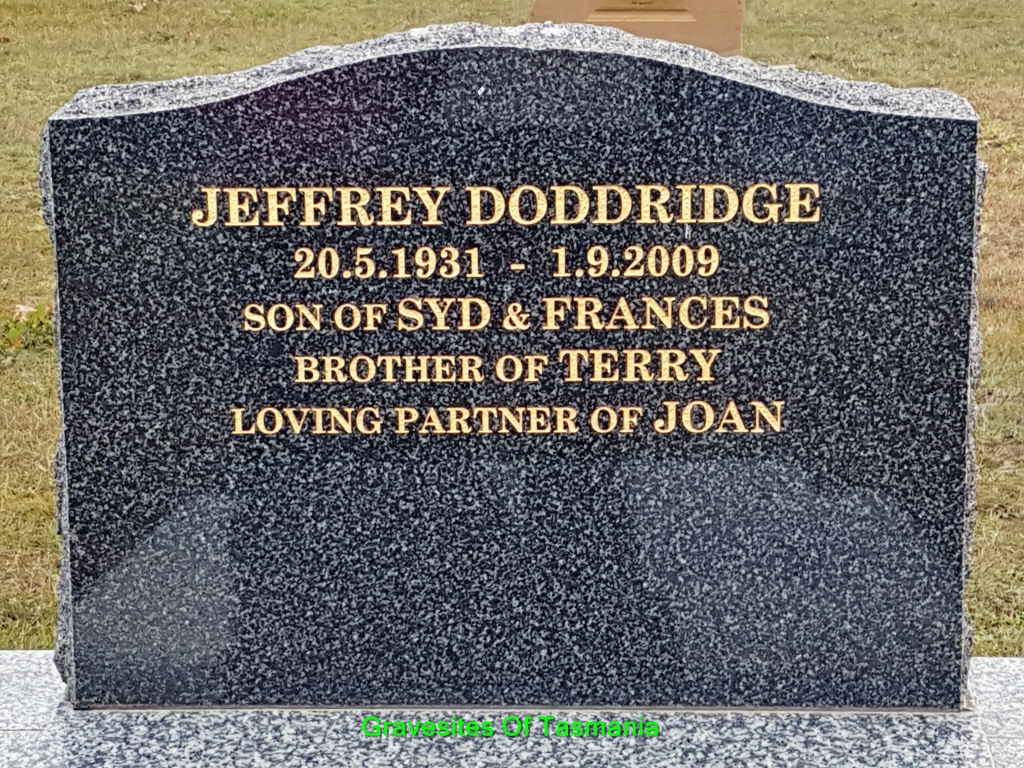 JEFFREY DODDRIDGE
20.5.1931 - 1.9.2009
SON OF SYD & FRANCES
BROTHER OF TERRY
LOVING PARTNER OF JOAN
Gravesites Of Tasmania